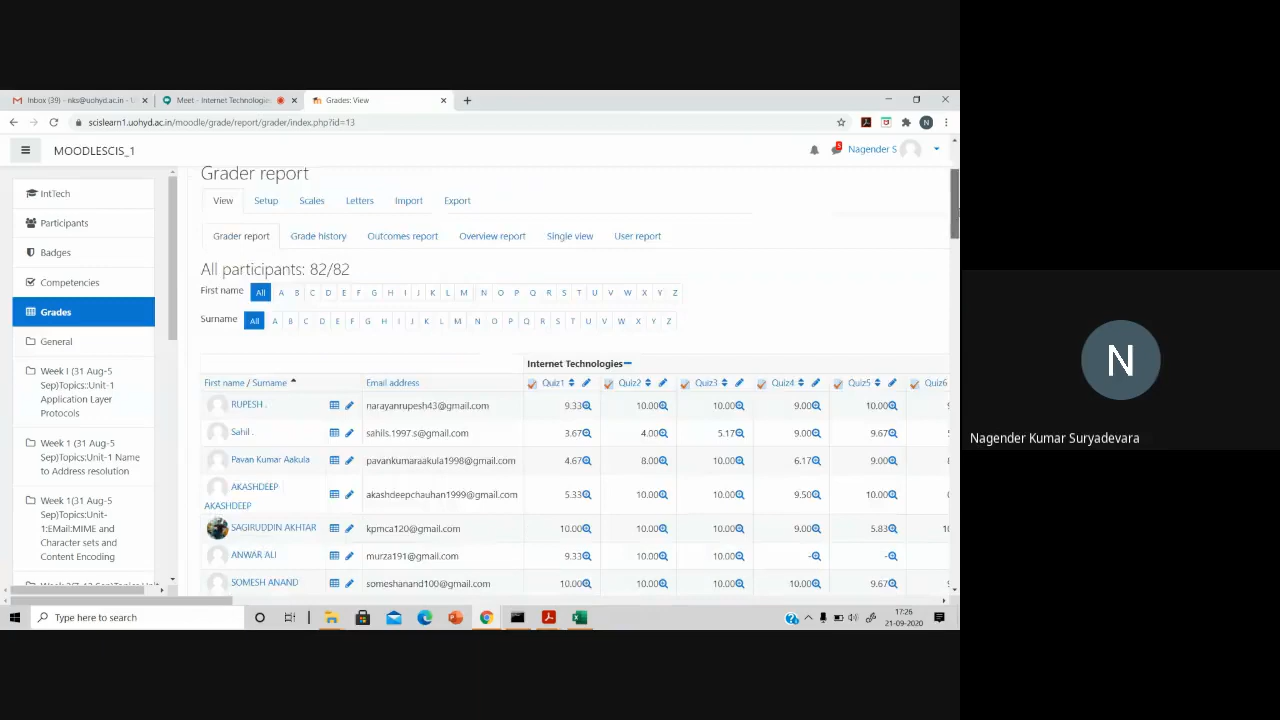 Inbox (39) - nks@uohyd.ac.in - U
Meet - Internet Technologies
Grades: View
scislearn1.uohyd.ac.in/moodle/grade/report/grader/index.php?id=13
MOODLESCIS_1
Nagender S
IntTech
Participants
Badges
Competencies
Grades
General
Week I (31 Aug-5
Sep)Topics::Unit-1
Application Layer
Protocols
Week 1 (31 Aug-5
Sep)Topics:Unit-1 Name
to Address resolution
Week 1(31 Aug-5
Sep)Topics:Unit-
1:EMail:MIME and
Character sets and
Content Encoding
Grader report
View Setup Scales Letters Import Export
Grader report Grade history Outcomes report Overview report Single view User report
All participants: 82/82
First name All A B C D E F G H I J K L M N O P Q R S T U V W X Y Z
Surname All A B C D E F G H I J K L M N O P Q R S T U V W X Y Z
Internet Technologies
First name / Surname Email address Quiz1 Quiz2 Quiz3 Quiz4 Quiz5 Quiz6
RUPESH . narayanrupesh43@gmail.com 9.33 10.00 10.00 9.00 10.00
Sahil . sahils.1997.s@gmail.com 3.67 4.00 5.17 9.00 9.67
Pavan Kumar Aakula pavankumaraakula1998@gmail.com 4.67 8.00 10.00 6.17 9.00
AKASHDEEP
AKASHDEEP akashdeepchauhan1999@gmail.com 5.33 10.00 10.00 9.50 10.00
SAGIRUDDIN AKHTAR kpmca120@gmail.com 10.00 10.00 10.00 9.00 5.83
ANWAR ALI murza191@gmail.com 9.33 10.00 10.00 - -
SOMESH ANAND someshanand100@gmail.com 10.00 10.00 10.00 10.00 9.67
Type here to search
17:26
21-09-2020
N
Nagender Kumar Suryadevara